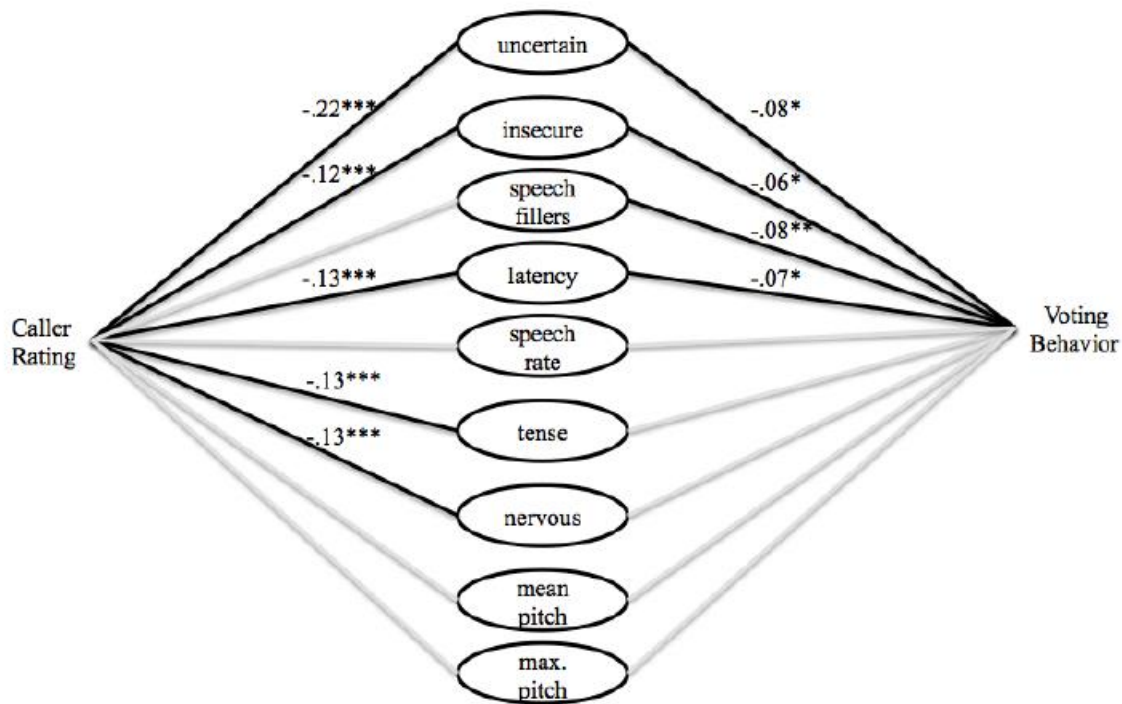 uncertain
-.22***
-.08*
insecure
-.12***
-.06*
speech
fillers
-.08**
-.13***
latency
-.07*
Caller
Rating
speech
rate
Voting
Behavior
-.13***
tense
-.13***
nervous
mean
pitch
max.
pitch